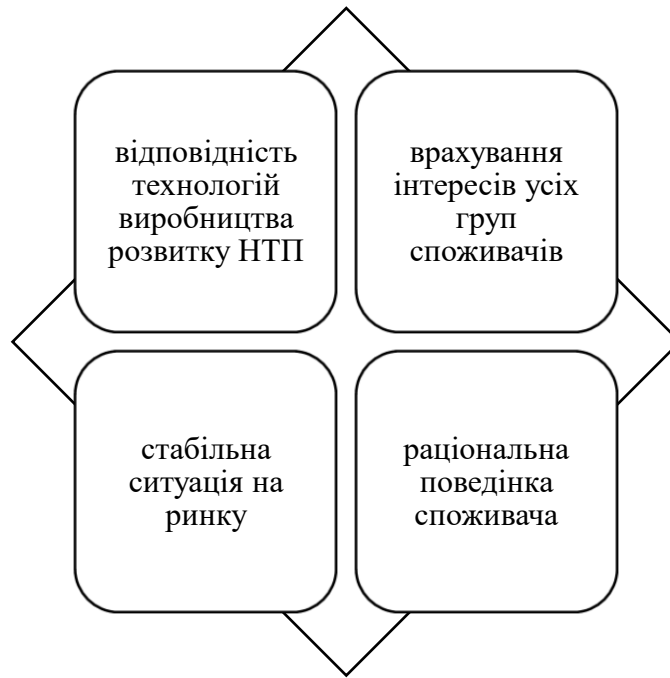 відповідність
технологій
виробництва
розвитку НТП
врахування
інтересів усіх
груп
споживачів
стабільна
ситуація на
ринку
раціональна
поведінка
споживача